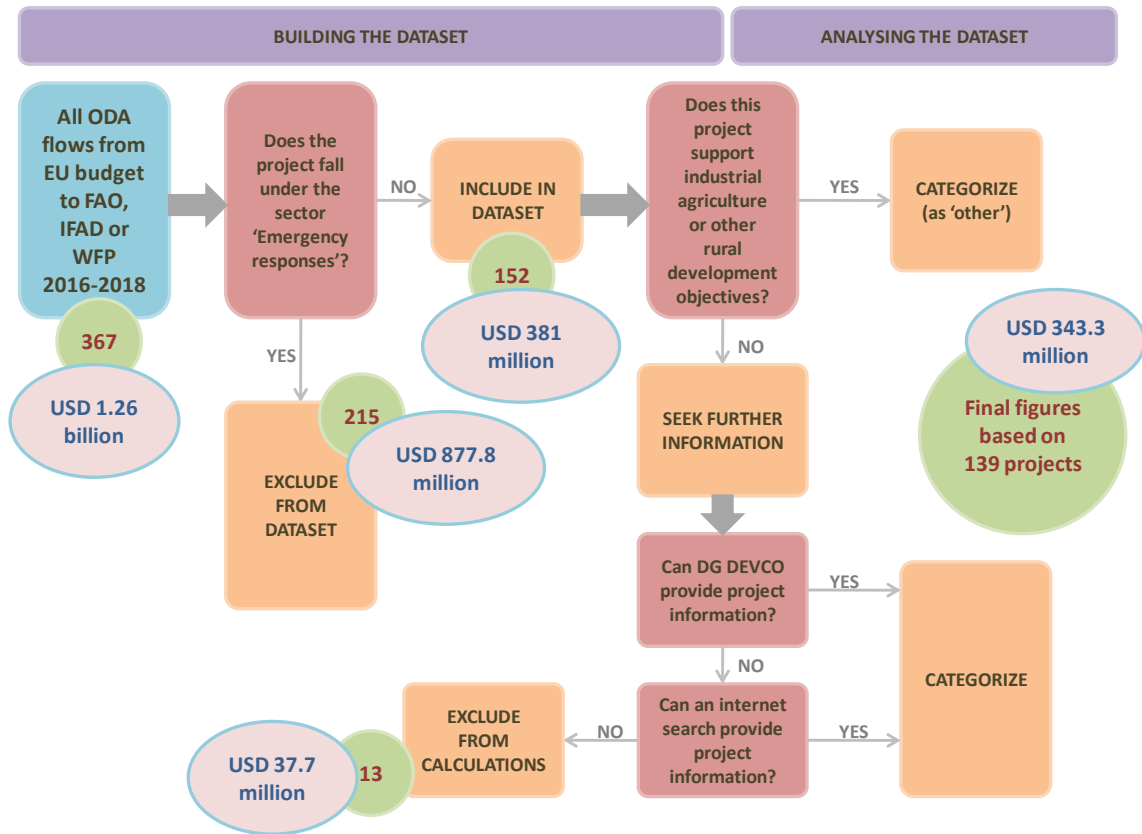 BUILDING THE DATASET
ANALYSING THE DATASET
All ODA
flows from
EU budget
to FAO,
IFAD or
WFP
2016-2018
367
USD 1.26
billion
Does the
project fall
under the
sector
‘Emergency
responses’?
NO
YES
INCLUDE IN
DATASET
152
USD 381
million
215
USD 877.8
million
EXCLUDE
FROM
DATASET
Does this
project
support
industrial
agriculture
or other
rural
development
objectives?
YES
NO
CATEGORIZE
(as ‘other’)
USD 343.3
million
Final figures
based on
139 projects
SEEK FURTHER
INFORMATION
Can DG DEVCO
provide project
information?
YES
NO
CATEGORIZE
Can an internet
search provide
project
information?
YES
NO
EXCLUDE
FROM
CALCULATIONS
13
USD 37.7
million